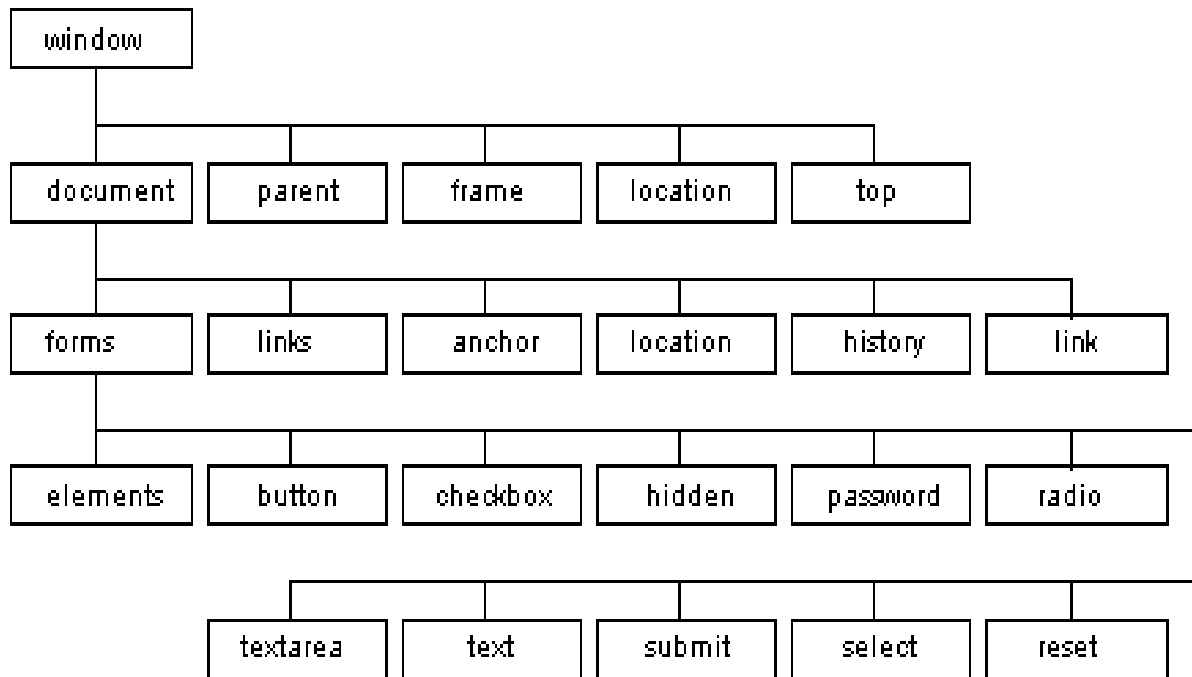 window
document parent frame location top
forms links anchor location history link
elements button checkbox hidden password radio
textarea text submit select reset